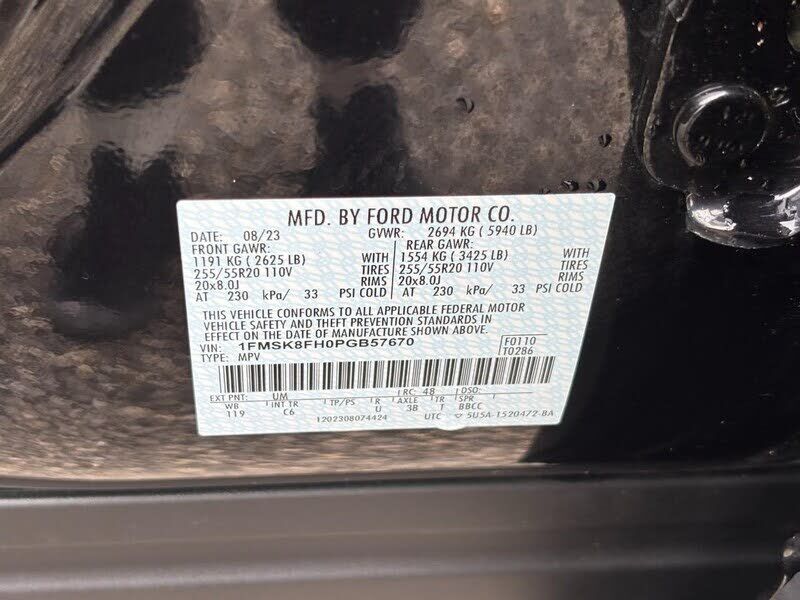 MFD. BY FORD MOTOR CO.
DATE: 08/23 GVWR: 2694 KG ( 5940 LB)
FRONT GAWR: REAR GAWR:
1191 KG ( 2625 LB) WITH 1554 KG ( 3425 LB) WITH
255/55R20 110V TIRES 255/55R20 110V TIRES
20x8.0J RIMS 20x8.0J RIMS
AT 230 kPa/ 33 PSI COLD AT 230 kPa/ 33 PSI COLD
THIS VEHICLE CONFORMS TO ALL APPLICABLE FEDERAL MOTOR
VEHICLE SAFETY AND THEFT PREVENTION STANDARDS IN
EFFECT ON THE DATE OF MANUFACTURE SHOWN ABOVE.
VIN: 1FMSK8FH0PGB57670 F0110
TYPE: MPV T0286
EXT PNT: UM RC: 48 DSO:
WB INT TR TP/PS R AXLE TR SPR
119 C6 U 3B T BBCC
1202308074424 UTC 5U5A-1520472-BA